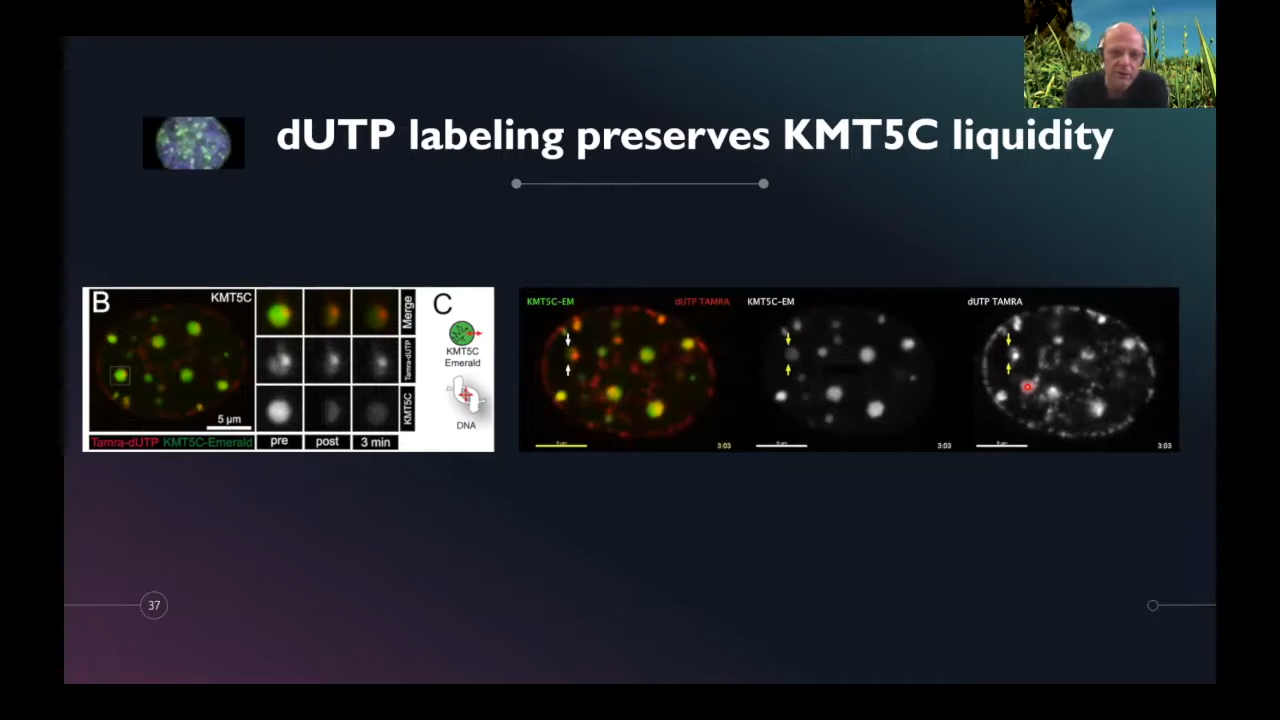 dUTP labeling preserves KMT5C liquidity
B
KMT5C
5 µm
Tamra-dUTP KMT5C-Emerald
pre
post
3 min
Merge
Tamra-dUTP
KMT5C
C
KMT5C
Emerald
DNA
KMT5C-EM
dUTP TAMRA
3:03
KMT5C-EM
3:03
dUTP TAMRA
3:03
37